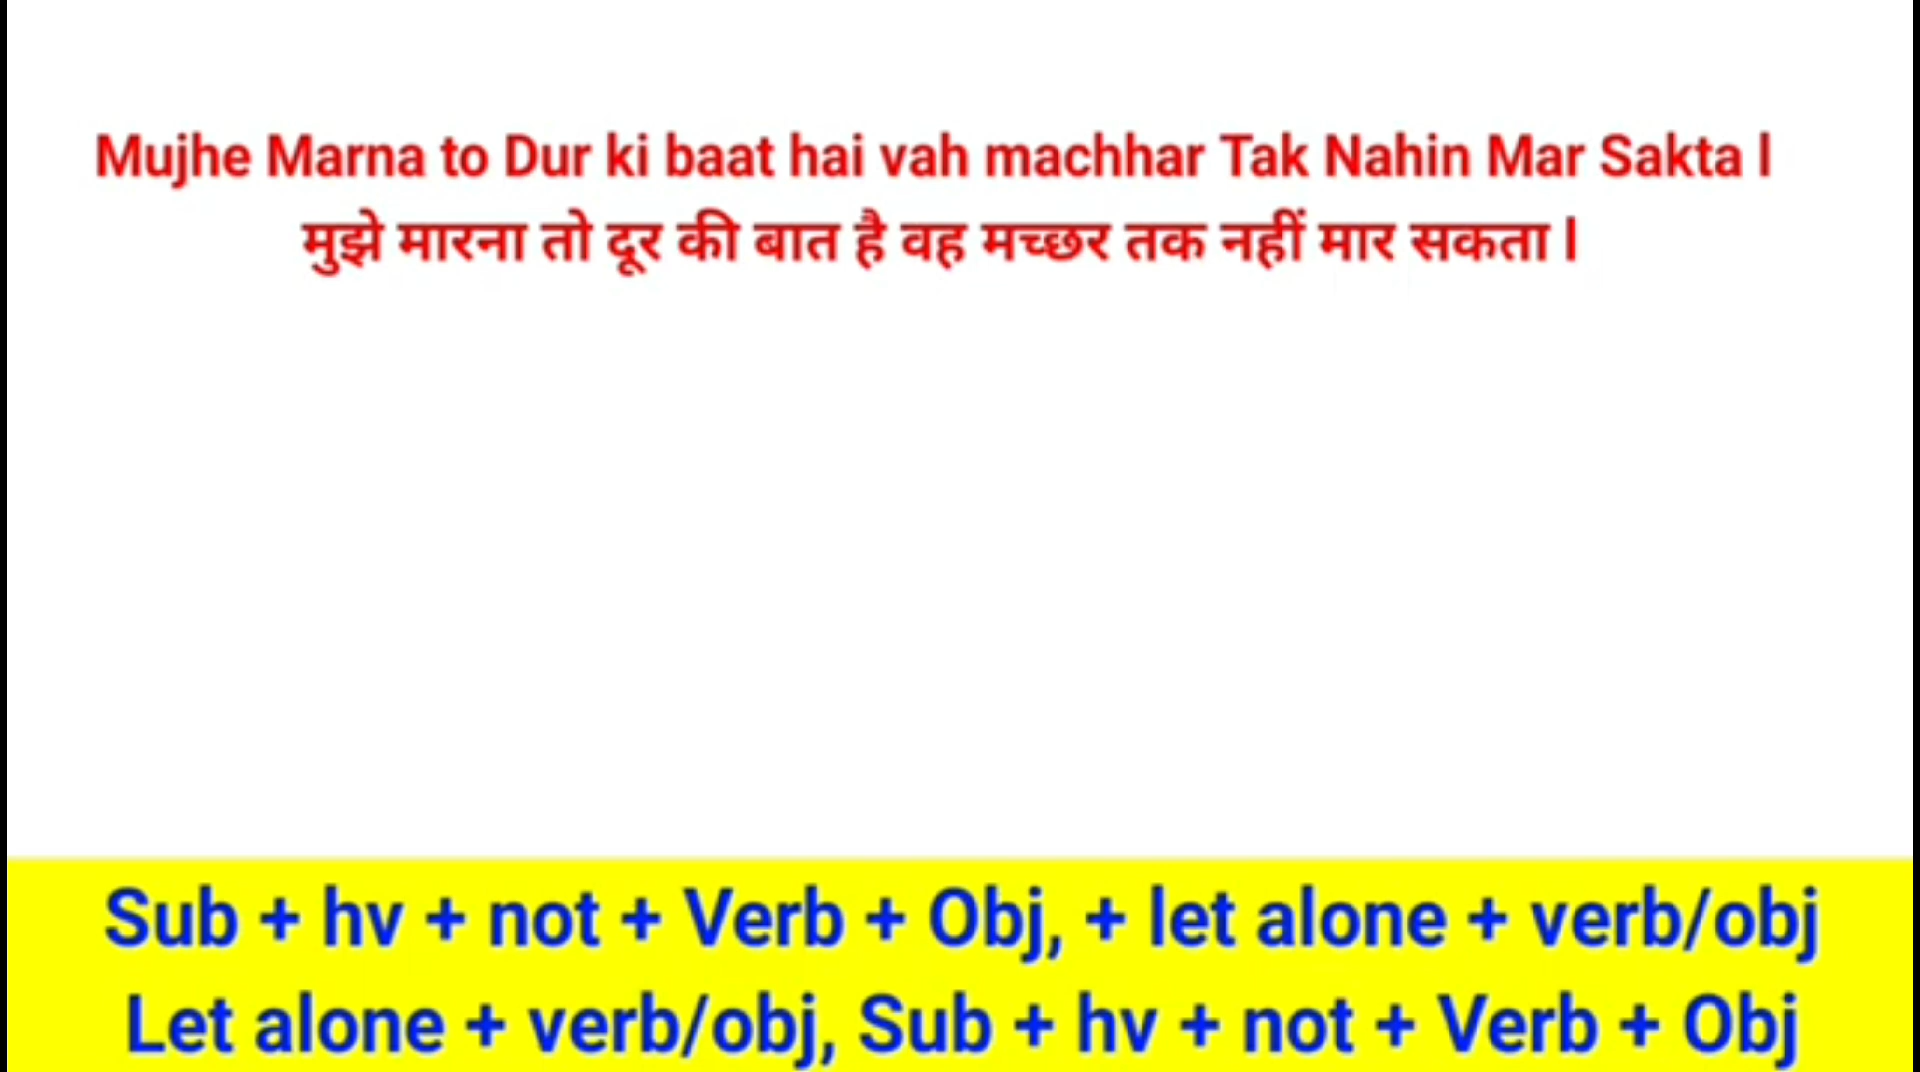 Mujhe Marna to Dur ki baat hai vah machhar Tak Nahin Mar Sakta l
मुझे मारना तो दूर की बात है वह मच्छर तक नहीं मार सकता l
Sub + hv + not + Verb + Obj, + let alone + verb/obj
Let alone + verb/obj, Sub + hv + not + Verb + Obj